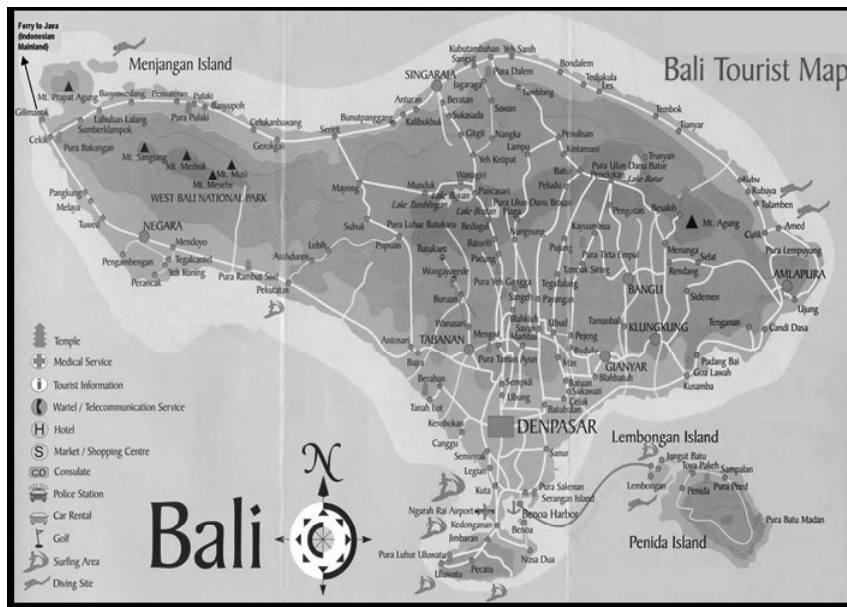 Ferry to Java
(Indonesian
Mainland)
Menjangan Island
Bali Tourist Map
Mt. Prapat Agung
Gilimanuk
Cekik
Banyuwedang
Pemuteran
Pulaki
Banyupoh
Labuhan Lalang
Pura Pulaki
Sumberklampok
Pura Bakungan
Celukanbawang
Gerokgak
Seririt
Bunutpanggang
Anturan
Kalibukbuk
SINGARAJA
Kubutambahan
Yeh Sanih
Sangsit
Pura Dalem
Jagaraga
Bondalem
Tedjakula
Les
Tembok
Tianyar
Tamblang
Beratan
Sukasada
Sawan
Gitgit
Nangka
Penulisan
Kintamani
Lampu
Yeh Ketipat
Mt. Sangiang
Mt. Merbuk
Mt. Musi
Mt. Mesehe
WEST BALI NATIONAL PARK
Pangkung
Melaya
Tuwed
NEGARA
Mendoyo
Tegalcantel
Yeh Kuning
Pengambengan
Perancak
Pura Rambut Siwi
Pekutatan
Asahduren
Lebih
Mayong
Subuk
Pupuan
Munduk
Wanagiri
Pancasari
Lake Buyan
Lake Tamblingan
Lake Bratan
Pura Ulun Danu Bratan
Plaga
Pura Luhur Batukaru
Bedugul
Batukaru
Baturiti
Pacung
Nungnung
Wongayagede
Buruan
Wanasari
TABANAN
Antosari
Bajra
Beraban
Tanah Lot
Batu
Peludu
Pura Ulun Danu Batur
Penelokan
Trunyan
Lake Batur
Kubu
Rubaya
Tulamben
Culik
Amed
Pura Lempuyang
AMLAPURA
Ujung
Candi Dasa
Tenganan
Besakih
Mt. Agung
Pengotan
Kayuambua
Menanga
Selat
Rendang
Sidemen
Pujung
Pura Tirta Empul
Tampak Siring
BANGLI
Pura Yeh Gangga
Tegallalang
Sangeh
Payangan
Tamanbali
KLUNGKUNG
Blahkiuh
Sayan
Ubud
Mambal
Pejeng
Bedulu
Mengwi
Pura Taman Ayun
Mas
GIANYAR
Padang Bai
Goa Lawah
Kusamba
Blahbatuh
Batuan
Sukawati
Celuk
Batubulan
Sempidi
Ubung
DENPASAR
Kerobokan
Canggu
Seminyak
Legian
Kuta
Sanur
Pura Sakenan
Serangan Island
Ngurah Rai Airport
Benoa Harbor
Kedonganan
Benoa
Jimbaran
Pura Luhur Uluwatu
Uluwatu
Pecatu
Nusa Dua
Lembongan Island
Jungut Batu
Toya Pakeh
Sampalan
Lembongan
Penida
Pura Peed
Pura Batu Madan
Penida Island
Temple
Medical Service
i Tourist Information
Wartel / Telecommunication Service
H Hotel
S Market / Shopping Centre
CD Consulate
Police Station
Car Rental
Golf
Surfing Area
Diving Site
Bali
N